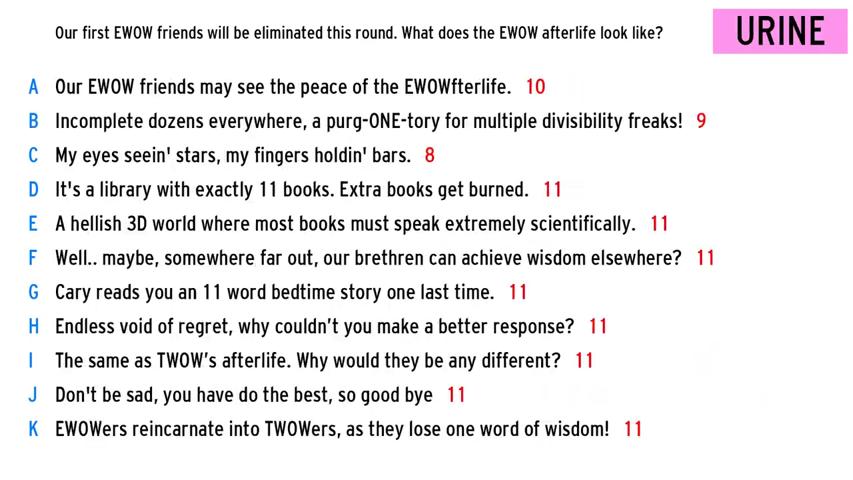 Our first EWOW friends will be eliminated this round. What does the EWOW afterlife look like?
URINE
A Our EWOW friends may see the peace of the EWOWfterlife. 10
B Incomplete dozens everywhere, a purg-ONE-tory for multiple divisibility freaks! 9
C My eyes seein' stars, my fingers holdin' bars. 8
D It's a library with exactly 11 books. Extra books get burned. 11
E A hellish 3D world where most books must speak extremely scientifically. 11
F Well.. maybe, somewhere far out, our brethren can achieve wisdom elsewhere? 11
G Cary reads you an 11 word bedtime story one last time. 11
H Endless void of regret, why couldn’t you make a better response? 11
I The same as TWOW’s afterlife. Why would they be any different? 11
J Don't be sad, you have do the best, so good bye 11
K EWOWers reincarnate into TWOWers, as they lose one word of wisdom! 11